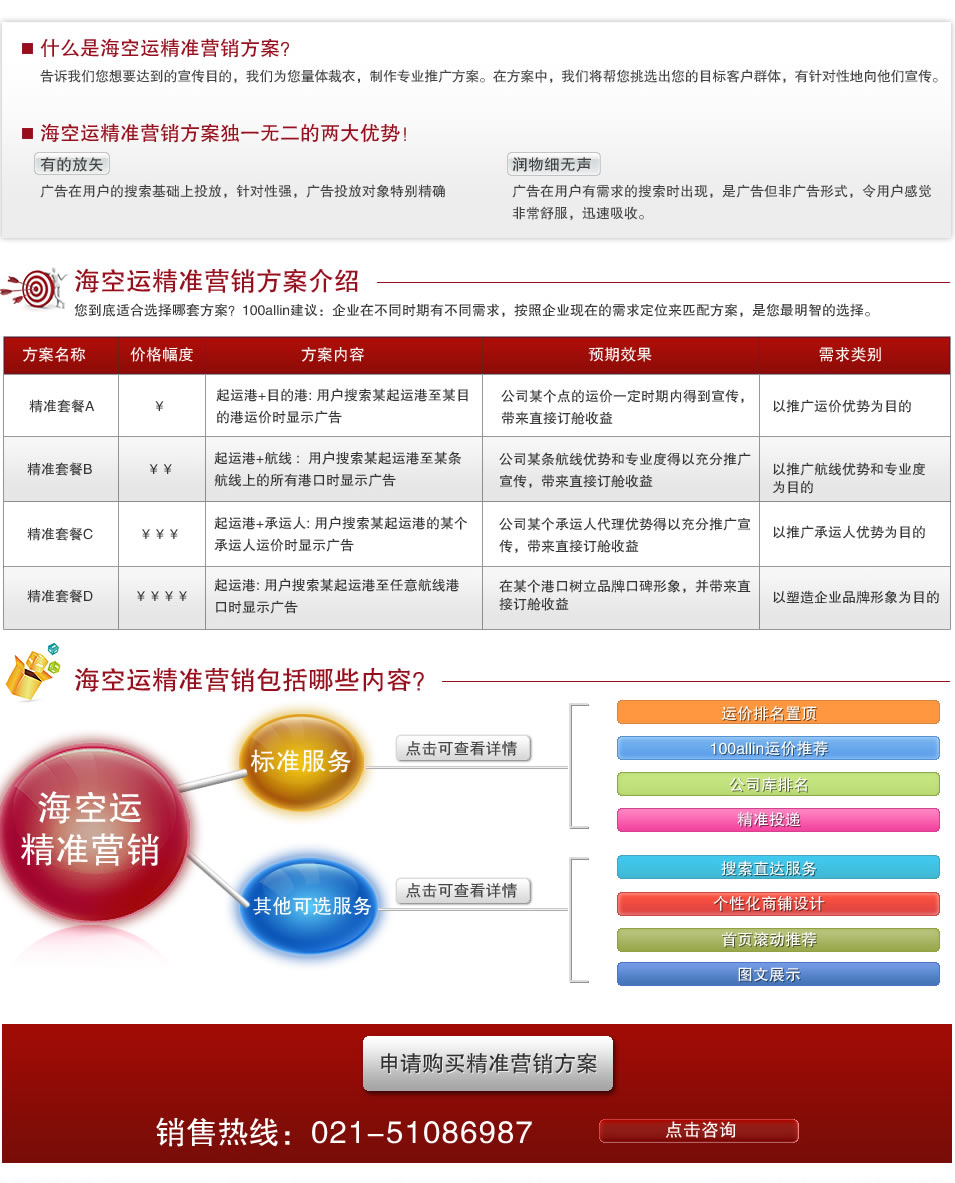 什么是海空运精准营销方案?
告诉我们您想要达到的宣传目的，我们为您量体裁衣，制作专业推广方案。在方案中，我们将帮您挑选出您的目标客户群体，有针对性地向他们宣传。
海空运精准营销方案独一无二的两大优势!
有的放矢
广告在用户的搜索基础上投放，针对性强，广告投放对象特别精确
润物细无声
广告在用户有需求的搜索时出现，是广告但非广告形式，令用户感觉
非常舒服，迅速吸收。
海空运精准营销方案介绍
您到底适合选择哪套方案? 100allin建议：企业在不同时期有不同需求，按照企业现在的需求定位来匹配方案，是您最明智的选择。
方案名称 价格幅度 方案内容 预期效果 需求类别
精准套餐A
¥
起运港+目的港: 用户搜索某起运港至某目
的港运价时显示广告
公司某个点的运价一定时期内得到宣传，
带来直接订舱收益
以推广运价优势为目的
精准套餐B
¥ ¥
起运港+航线 : 用户搜索某起运港至某条
航线上的所有港口时显示广告
公司某条航线优势和专业度得以充分推广
宣传，带来直接订舱收益
以推广航线优势和专业度
为目的
精准套餐C
¥ ¥ ¥
起运港+承运人: 用户搜索某起运港的某个
承运人运价时显示广告
公司某个承运人代理优势得以充分推广宣
传，带来直接订舱收益
以推广承运人优势为目的
精准套餐D
¥ ¥ ¥ ¥
起运港: 用户搜索某起运港至任意航线港
口时显示广告
在某个港口树立品牌口碑形象，并带来直
接订舱收益
以塑造企业品牌形象为目的
海空运精准营销包括哪些内容?
海空运
精准营销
标准服务
点击可查看详情
运价排名置顶
100allin运价推荐
公司库排名
精准投递
其他可选服务
点击可查看详情
搜索直达服务
个性化商铺设计
首页滚动推荐
图文展示
申请购买精准营销方案
销售热线：021-51086987
点击咨询